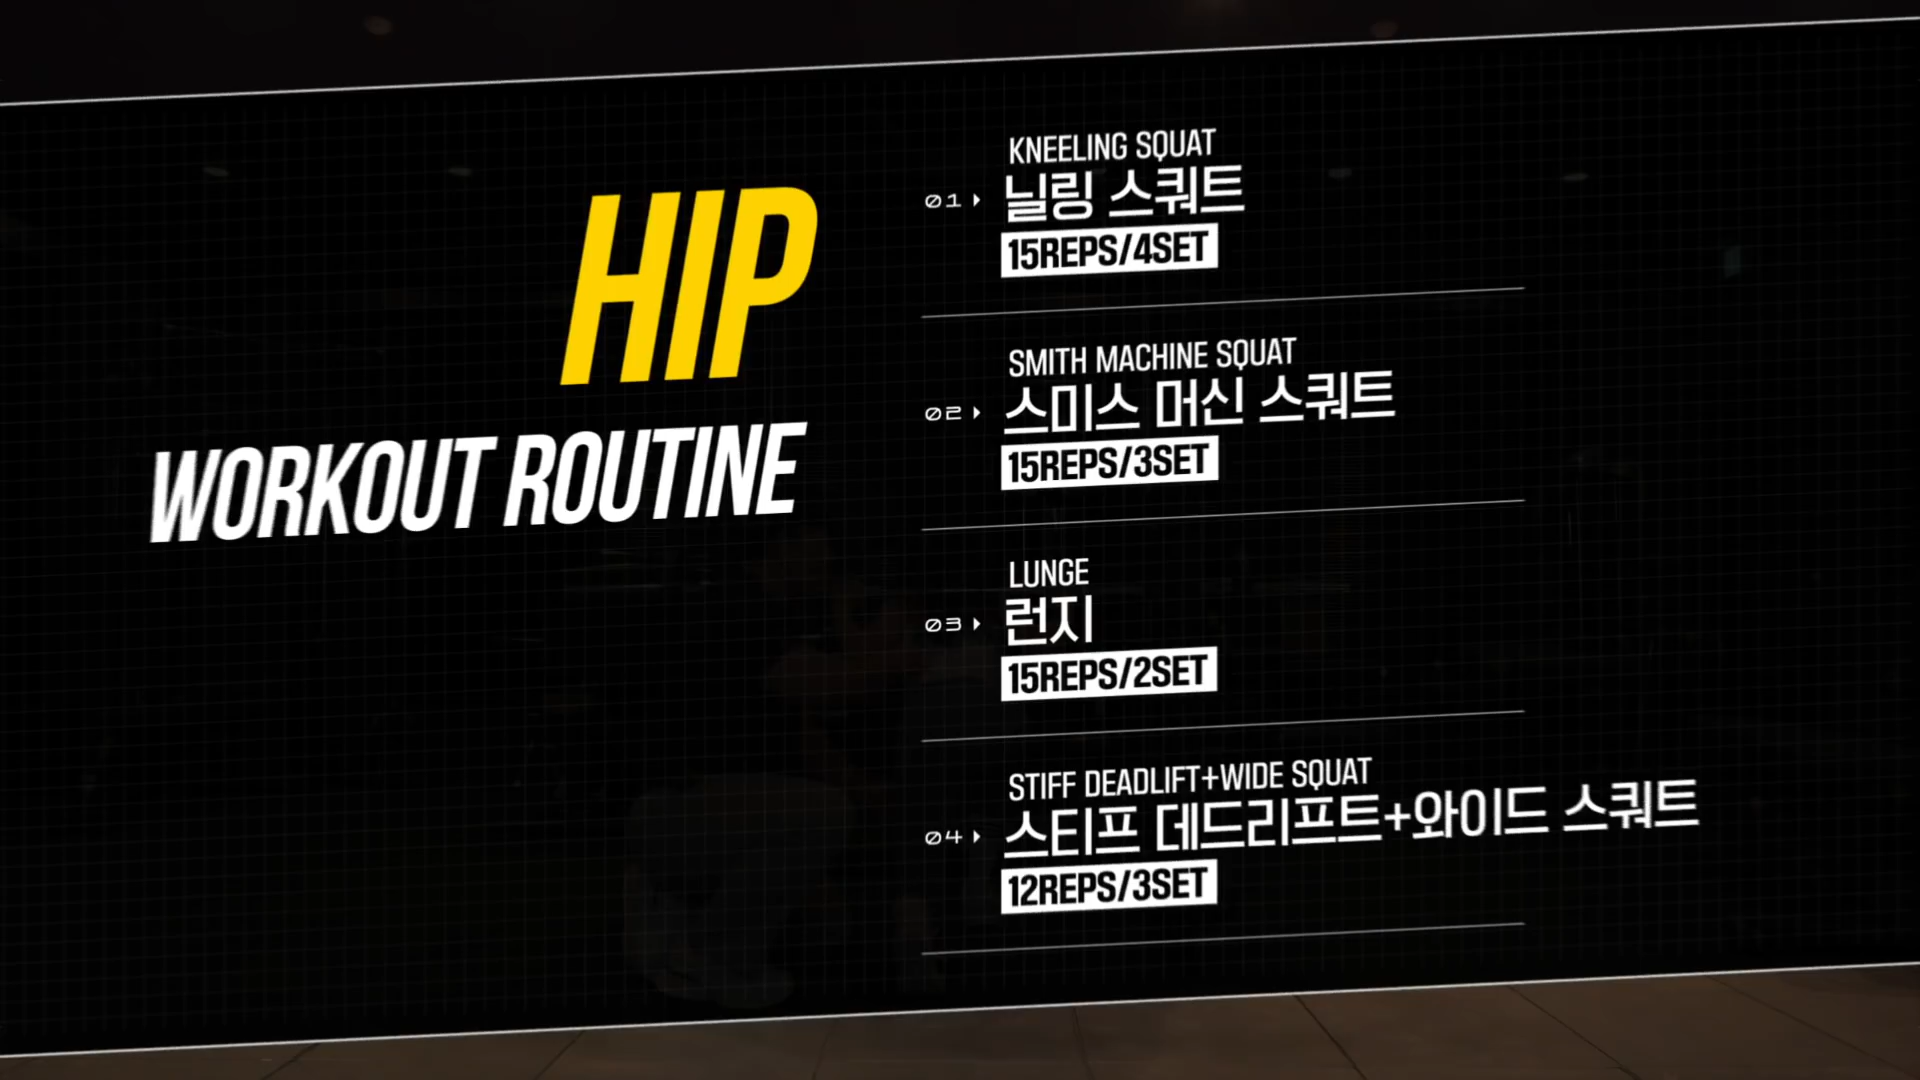 HIP
WORKOUT ROUTINE
01
KNEELING SQUAT
닐링 스쿼트
15REPS/4SET
02
SMITH MACHINE SQUAT
스미스 머신 스쿼트
15REPS/3SET
03
LUNGE
런지
15REPS/2SET
04
STIFF DEADLIFT+WIDE SQUAT
스티프 데드리프트+와이드 스쿼트
12REPS/3SET